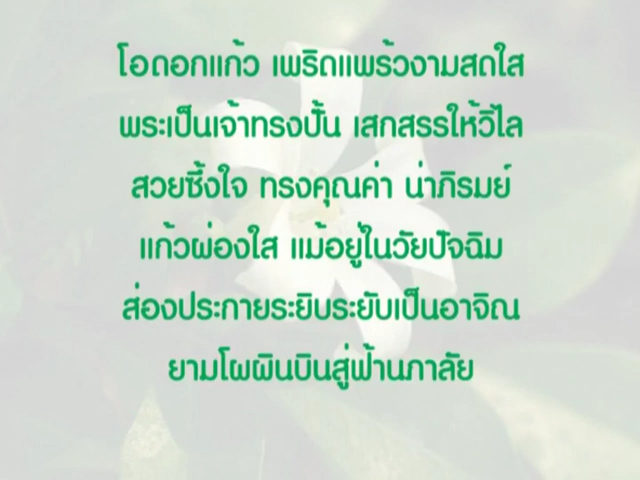 โอดอกแก้ว เพริดแพร้วงามสดใส
พระเป็นเจ้าทรงปั้น เสกสรรให้วิไล
สวยซึ้งใจ ทรงคุณค่า น่าภิรมย์
แก้วผ่องใส แม้อยู่ในวัยปัจฉิม
ส่องประกายระยิบระยับเป็นอาจิณ
ยามโผผินบินสู่ฟ้านภาลัย